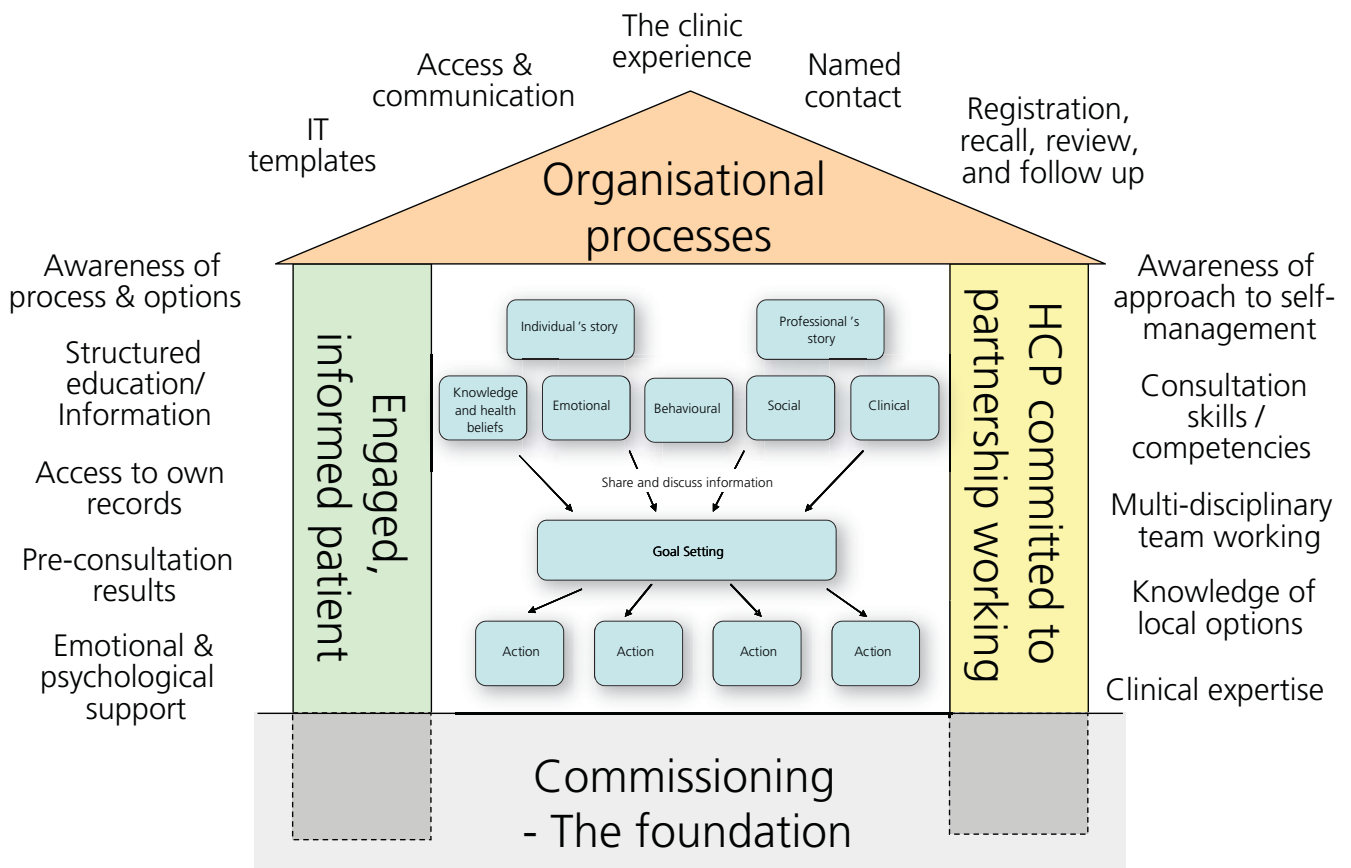 The clinic
experience
Access &
communication
Named
contact
IT
templates
Registration,
recall, review,
and follow up
Organisational
processes
Awareness of
process & options
Structured
education/
Information
Access to own
records
Pre-consultation
results
Emotional &
psychological
support
Engaged,
informed patient
Individual 's story
Professional 's
story
Knowledge
and health
beliefs
Emotional
Behavioural
Social
Clinical
Share and discuss information
Goal Setting
Action
Action
Action
Action
HCP committed to
partnership working
Awareness of
approach to self-
management
Consultation
skills /
competencies
Multi-disciplinary
team working
Knowledge of
local options
Clinical expertise
Commissioning
- The foundation